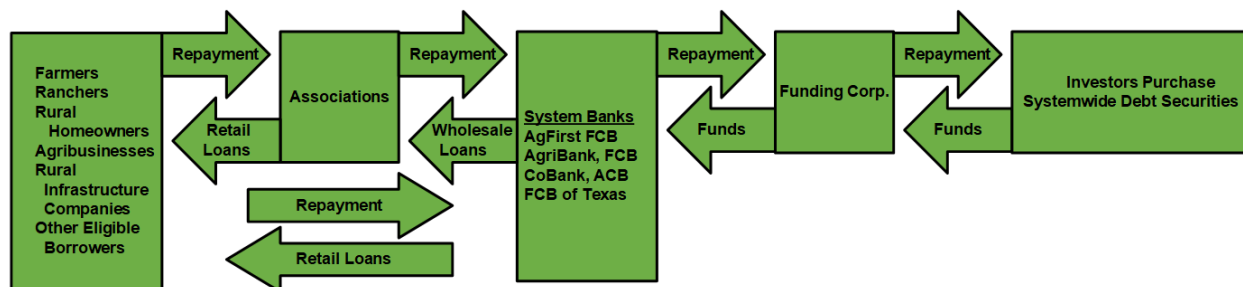 Farmers
Ranchers
Rural
Homeowners
Agribusinesses
Rural
Infrastructure
Companies
Other Eligible
Borrowers
Repayment
Retail
Loans
Associations
Repayment
Wholesale
Loans
Repayment
Retail Loans
System Banks
AgFirst FCB
AgriBank, FCB
CoBank, ACB
FCB of Texas
Repayment
Funds
Funding Corp.
Repayment
Funds
Investors Purchase
Systemwide Debt Securities